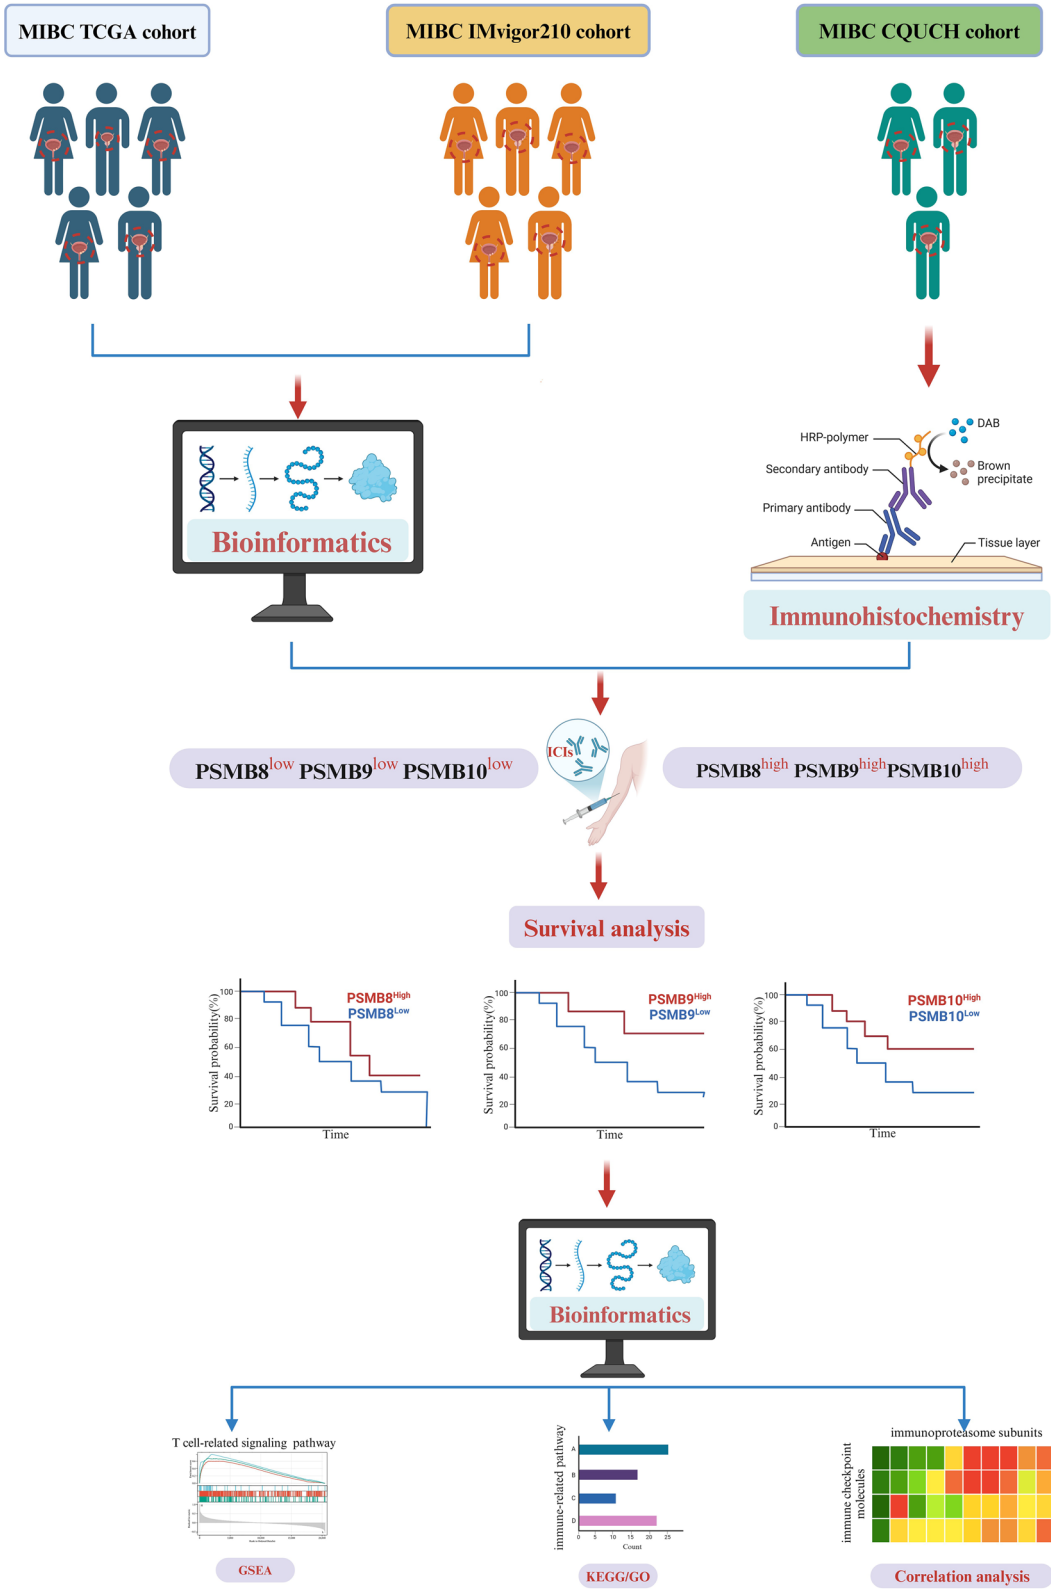 MIBC TCGA cohort
MIBC IMvigor210 cohort
MIBC CQUCH cohort
Bioinformatics
DAB
HRP-polymer
Brown
precipitate
Secondary antibody
Primary antibody
Antigen
Tissue layer
Immunohistochemistry
ICIs
PSMB8low PSMB9low PSMB10low
PSMB8high PSMB9highPSMB10high
Survival analysis
Survival probability(%)
100
80
60
40
20
0
PSMB8High
PSMB8Low
Time
Survival probability(%)
100
80
60
40
20
0
PSMB9High
PSMB9Low
Time
Survival probability(%)
100
80
60
40
20
0
PSMB10High
PSMB10Low
Time
Bioinformatics
T cell-related signaling pathway
GSEA
immune-related pathway
A
B
C
D
0 5 10 15 20 25
Count
KEGG/GO
immunoproteasome subunits
immune checkpoint
molecules
Correlation analysis